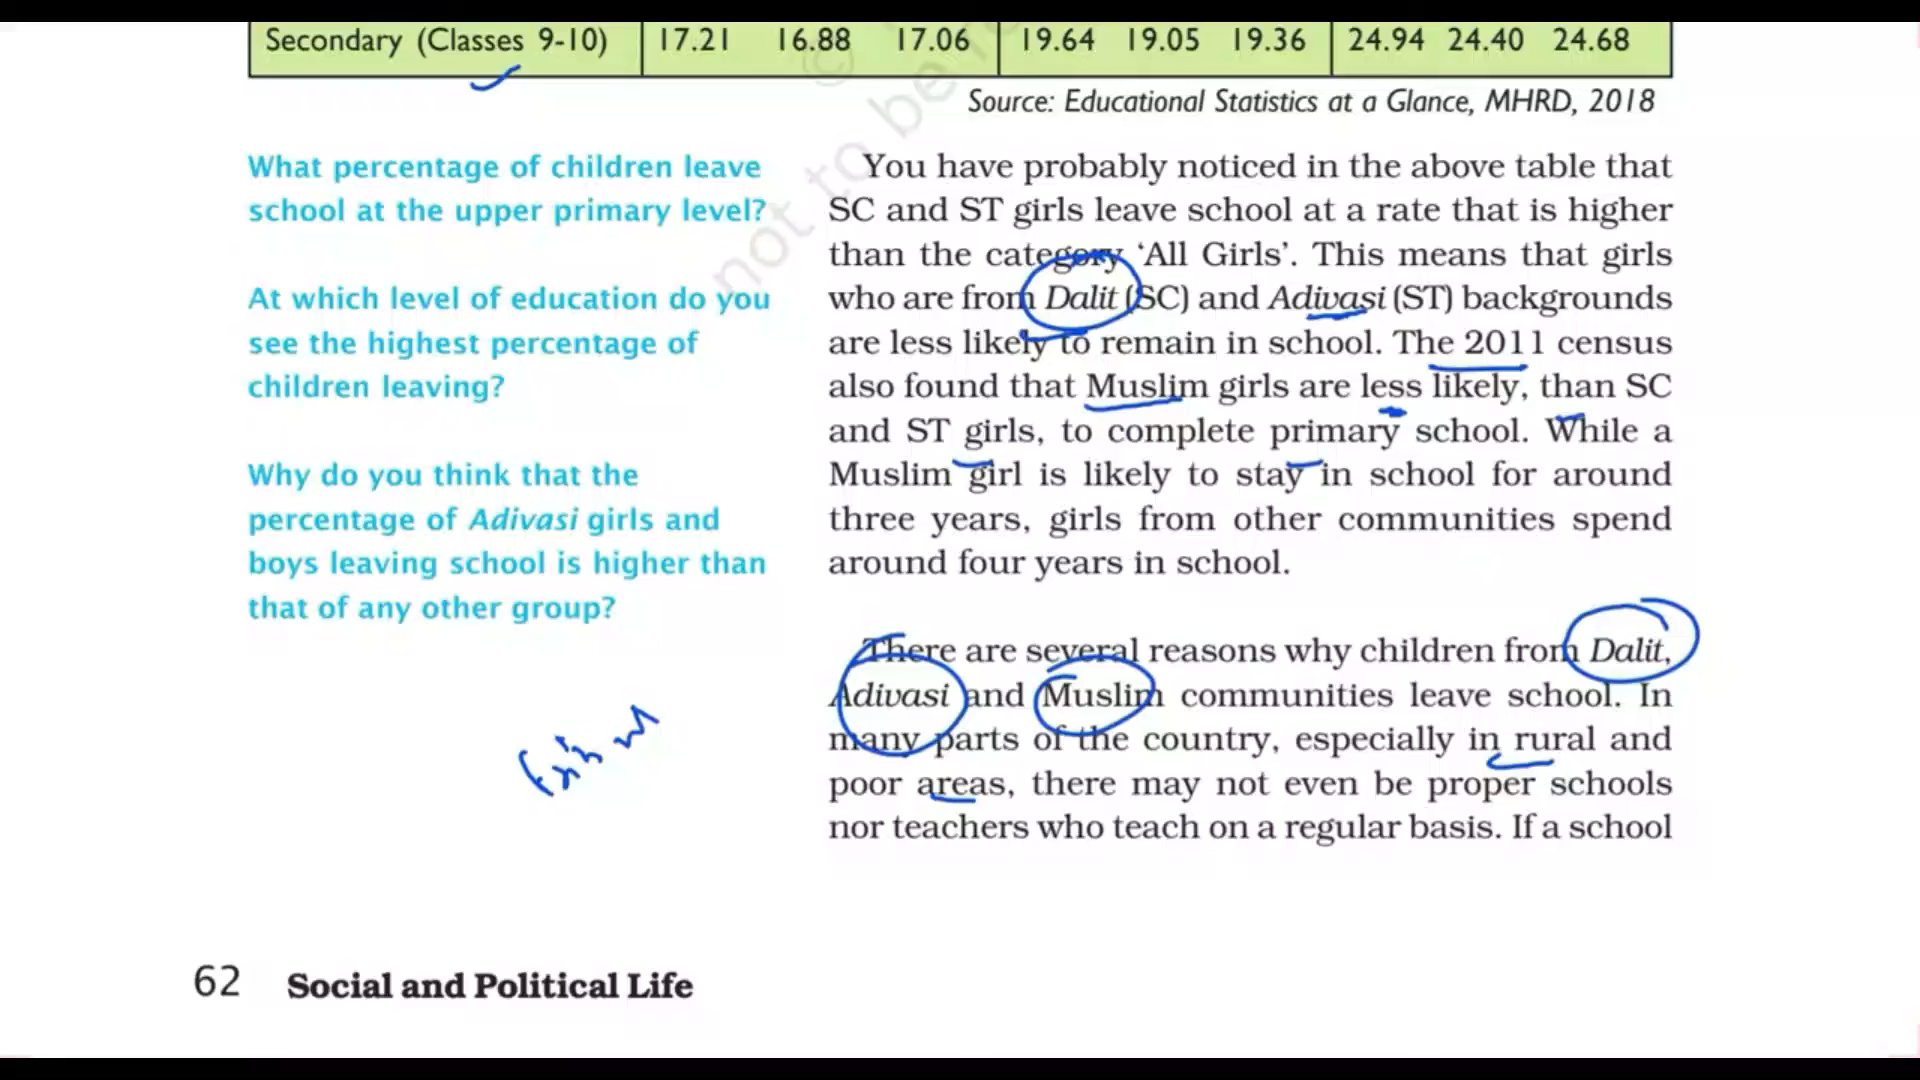 Secondary (Classes 9-10) 17.21 16.88 17.06 19.64 19.05 19.36 24.94 24.40 24.68
Source: Educational Statistics at a Glance, MHRD, 2018
What percentage of children leave
school at the upper primary level?
At which level of education do you
see the highest percentage of
children leaving?
Why do you think that the
percentage of Adivasi girls and
boys leaving school is higher than
that of any other group?
You have probably noticed in the above table that
SC and ST girls leave school at a rate that is higher
than the category ‘All Girls’. This means that girls
who are from Dalit (SC) and Adivasi (ST) backgrounds
are less likely to remain in school. The 2011 census
also found that Muslim girls are less likely, than SC
and ST girls, to complete primary school. While a
Muslim girl is likely to stay in school for around
three years, girls from other communities spend
around four years in school.
There are several reasons why children from Dalit,
Adivasi and Muslim communities leave school. In
many parts of the country, especially in rural and
poor areas, there may not even be proper schools
nor teachers who teach on a regular basis. If a school
62 Social and Political Life
© not to be